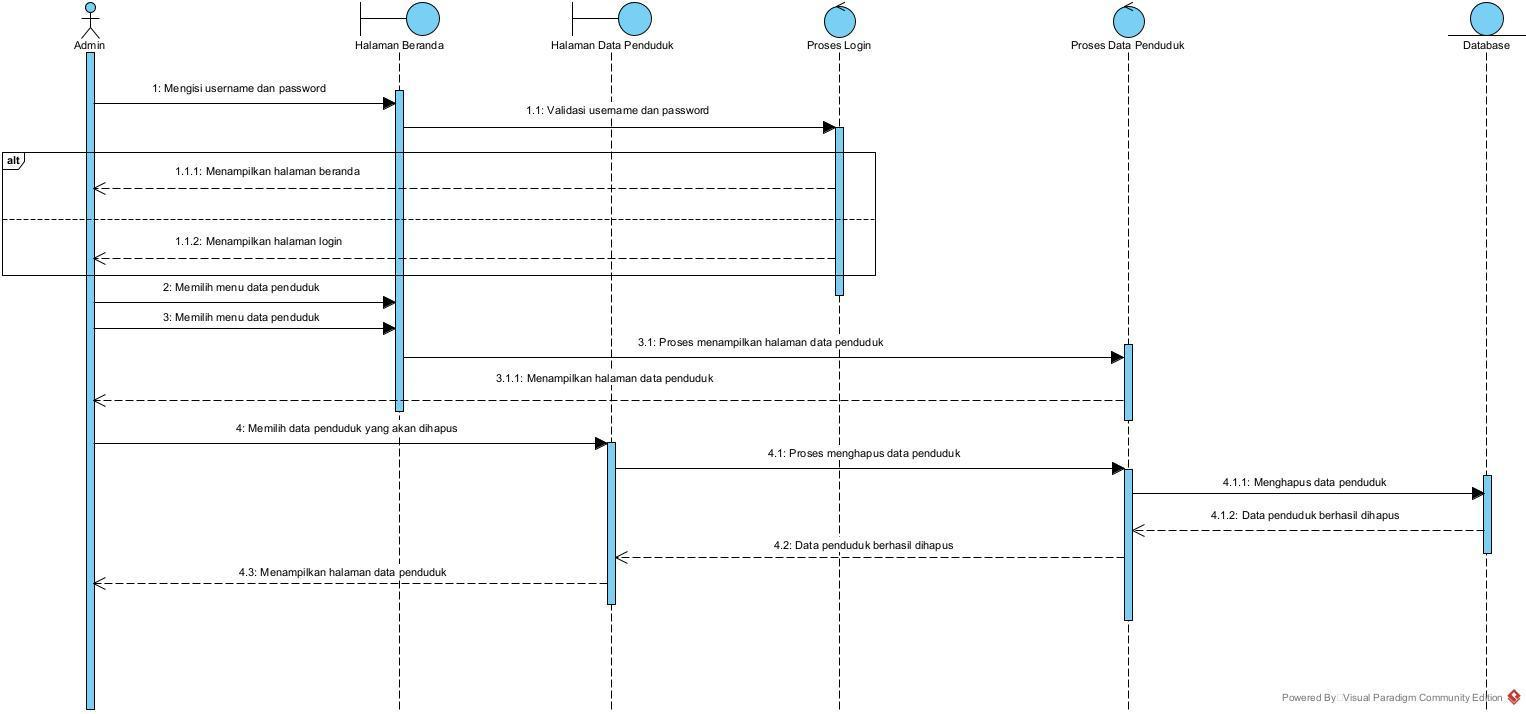 Admin
Halaman Beranda
Halaman Data Penduduk
Proses Login
Proses Data Penduduk
Database
1: Mengisi username dan password
1.1: Validasi username dan password
alt
1.1.1: Menampilkan halaman beranda
1.1.2: Menampilkan halaman login
2: Memilih menu data penduduk
3: Memilih menu data penduduk
3.1: Proses menampilkan halaman data penduduk
3.1.1: Menampilkan halaman data penduduk
4: Memilih data penduduk yang akan dihapus
4.1: Proses menghapus data penduduk
4.1.1: Menghapus data penduduk
4.1.2: Data penduduk berhasil dihapus
4.2: Data penduduk berhasil dihapus
4.3: Menampilkan halaman data penduduk
Powered By Visual Paradigm Community Edition